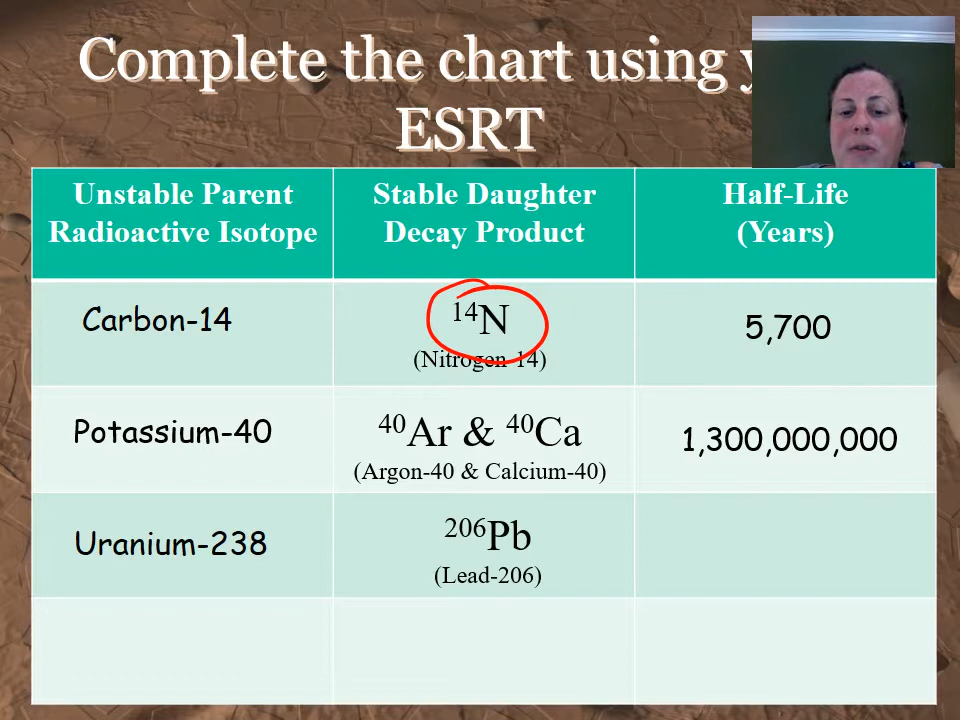 Complete the chart using y
ESRT
Unstable Parent
Radioactive Isotope
Stable Daughter
Decay Product
Half-Life
(Years)
Carbon-14
¹⁴N
(Nitrogen-14)
5,700
Potassium-40
⁴⁰Ar & ⁴⁰Ca
(Argon-40 & Calcium-40)
1,300,000,000
Uranium-238
²⁰⁶Pb
(Lead-206)